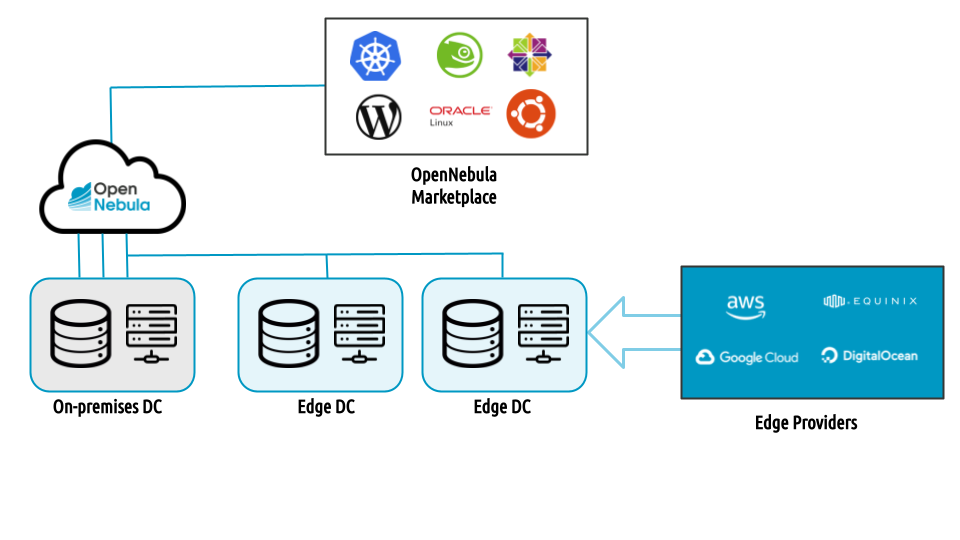 ORACLE
Linux
OpenNebula
Marketplace
Open
Nebula
aws
EQUINIX
Google Cloud
DigitalOcean
On-premises DC
Edge DC
Edge DC
Edge Providers